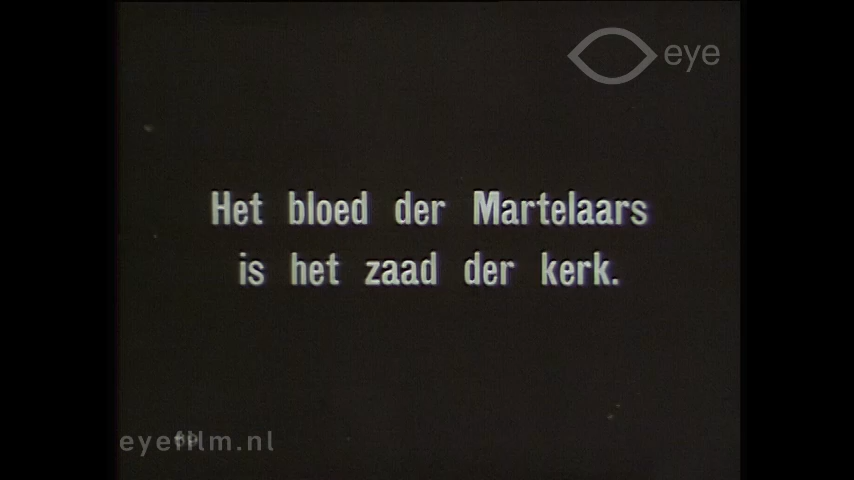 eye
Het bloed der Martelaars
is het zaad der kerk.
eyefilm.nl